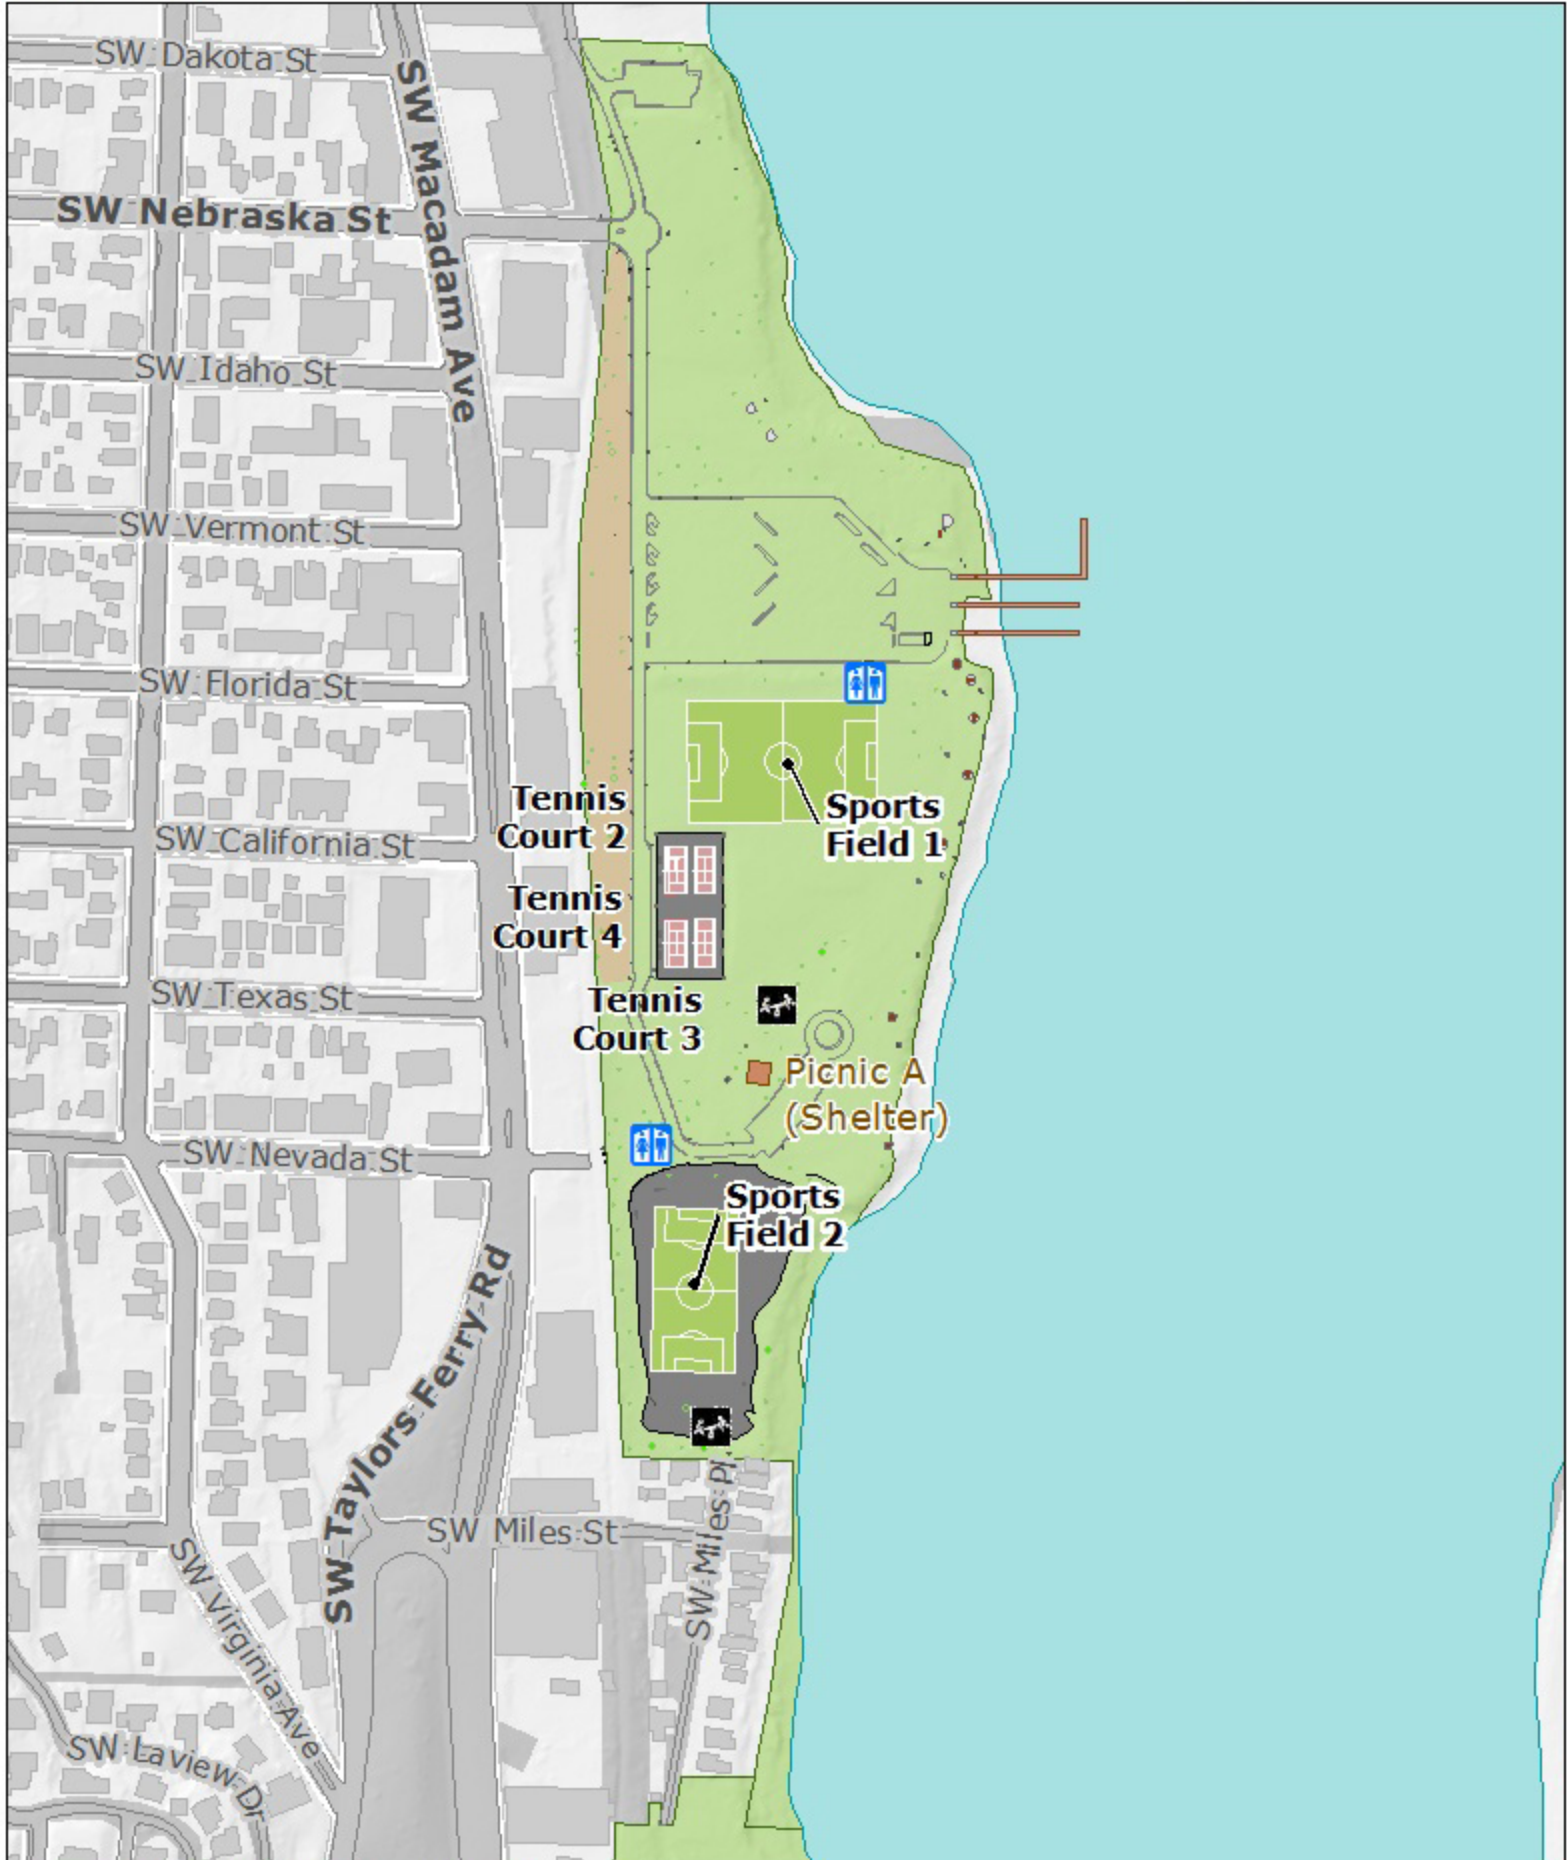 SW Dakota St
SW Macadam Ave
SW Nebraska St
SW Idaho St
SW Vermont St
SW Florida St
Tennis
Court 2
Sports
Field 1
SW California St
Tennis
Court 4
SW Texas St
Tennis
Court 3
Picnic A
(Shelter)
SW Nevada St
Sports
Field 2
SW Taylors Ferry Rd
SW Miles St
SW Miles Pl
SW Virginia Ave
SW Laview Dr